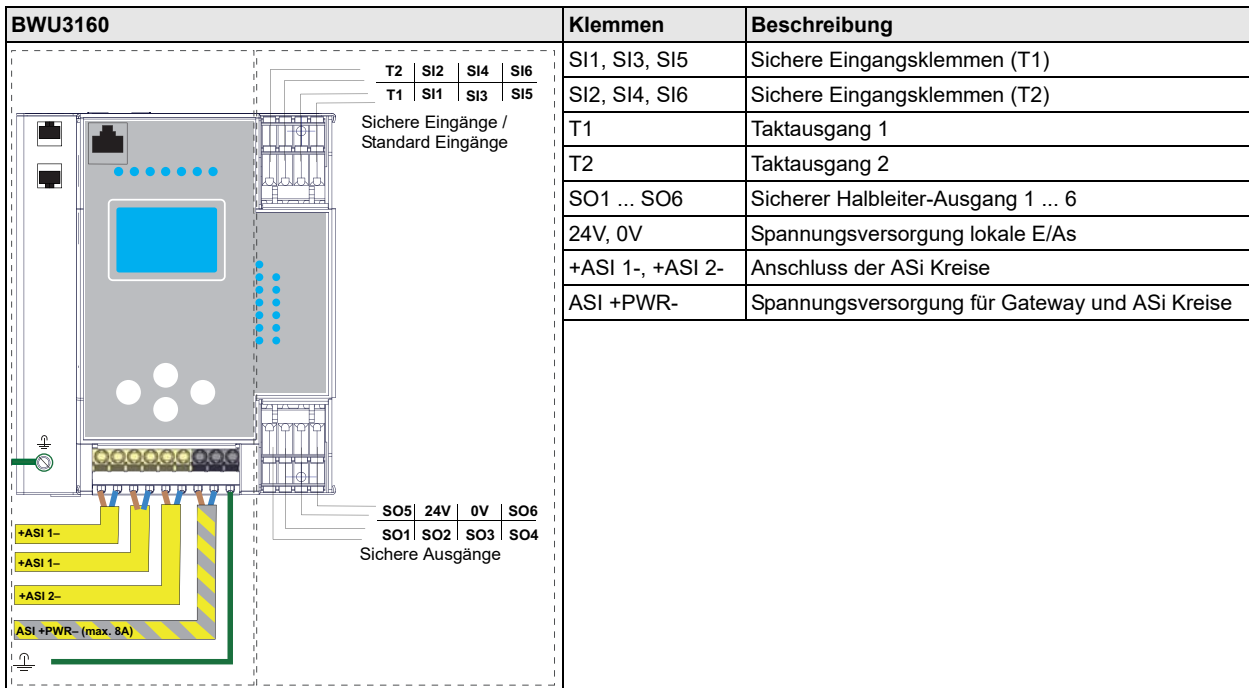 BWU3160
Klemmen
Beschreibung
T2 SI2 SI4 SI6
T1 SI1 SI3 SI5
Sichere Eingänge /
Standard Eingänge
SO5 24V 0V SO6
SO1 SO2 SO3 SO4
Sichere Ausgänge
+ASI 1–
+ASI 1–
+ASI 2–
ASI +PWR– (max. 8A)
SI1, SI3, SI5 Sichere Eingangsklemmen (T1)
SI2, SI4, SI6 Sichere Eingangsklemmen (T2)
T1 Taktausgang 1
T2 Taktausgang 2
SO1 ... SO6 Sicherer Halbleiter-Ausgang 1 ... 6
24V, 0V Spannungsversorgung lokale E/As
+ASI 1-, +ASI 2- Anschluss der ASi Kreise
ASI +PWR- Spannungsversorgung für Gateway und ASi Kreise